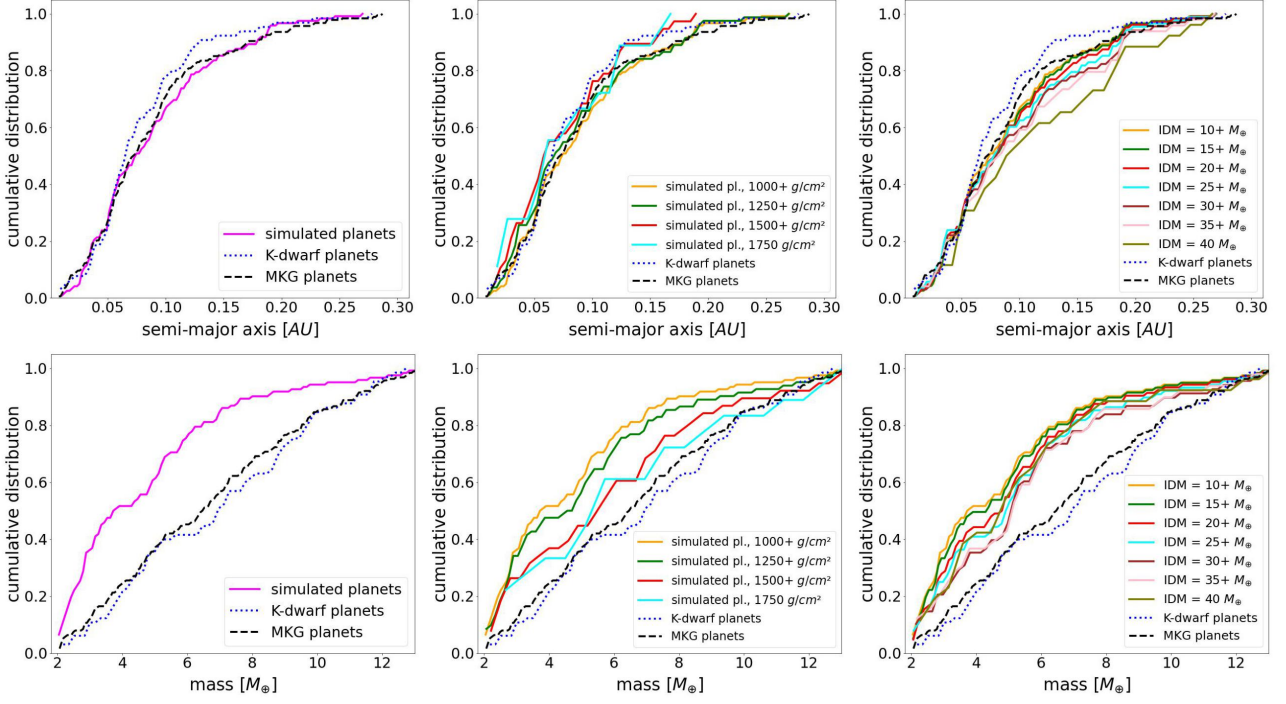 1.0
0.8
0.6
0.4
0.2
0.0
cumulative distribution
simulated planets
K-dwarf planets
MKG planets
0.05 0.10 0.15 0.20 0.25 0.30
semi-major axis [AU]
1.0
0.8
0.6
0.4
0.2
0.0
cumulative distribution
simulated pl., 1000+ g/cm²
simulated pl., 1250+ g/cm²
simulated pl., 1500+ g/cm²
simulated pl., 1750 g/cm²
K-dwarf planets
MKG planets
0.05 0.10 0.15 0.20 0.25 0.30
semi-major axis [AU]
1.0
0.8
0.6
0.4
0.2
0.0
cumulative distribution
IDM = 10+ M⊕
IDM = 15+ M⊕
IDM = 20+ M⊕
IDM = 25+ M⊕
IDM = 30+ M⊕
IDM = 35+ M⊕
IDM = 40 M⊕
K-dwarf planets
MKG planets
0.05 0.10 0.15 0.20 0.25 0.30
semi-major axis [AU]
1.0
0.8
0.6
0.4
0.2
0.0
cumulative distribution
simulated planets
K-dwarf planets
MKG planets
2 4 6 8 10 12
mass [M⊕]
1.0
0.8
0.6
0.4
0.2
0.0
cumulative distribution
simulated pl., 1000+ g/cm²
simulated pl., 1250+ g/cm²
simulated pl., 1500+ g/cm²
simulated pl., 1750 g/cm²
K-dwarf planets
MKG planets
2 4 6 8 10 12
mass [M⊕]
1.0
0.8
0.6
0.4
0.2
0.0
cumulative distribution
IDM = 10+ M⊕
IDM = 15+ M⊕
IDM = 20+ M⊕
IDM = 25+ M⊕
IDM = 30+ M⊕
IDM = 35+ M⊕
IDM = 40 M⊕
K-dwarf planets
MKG planets
2 4 6 8 10 12
mass [M⊕]